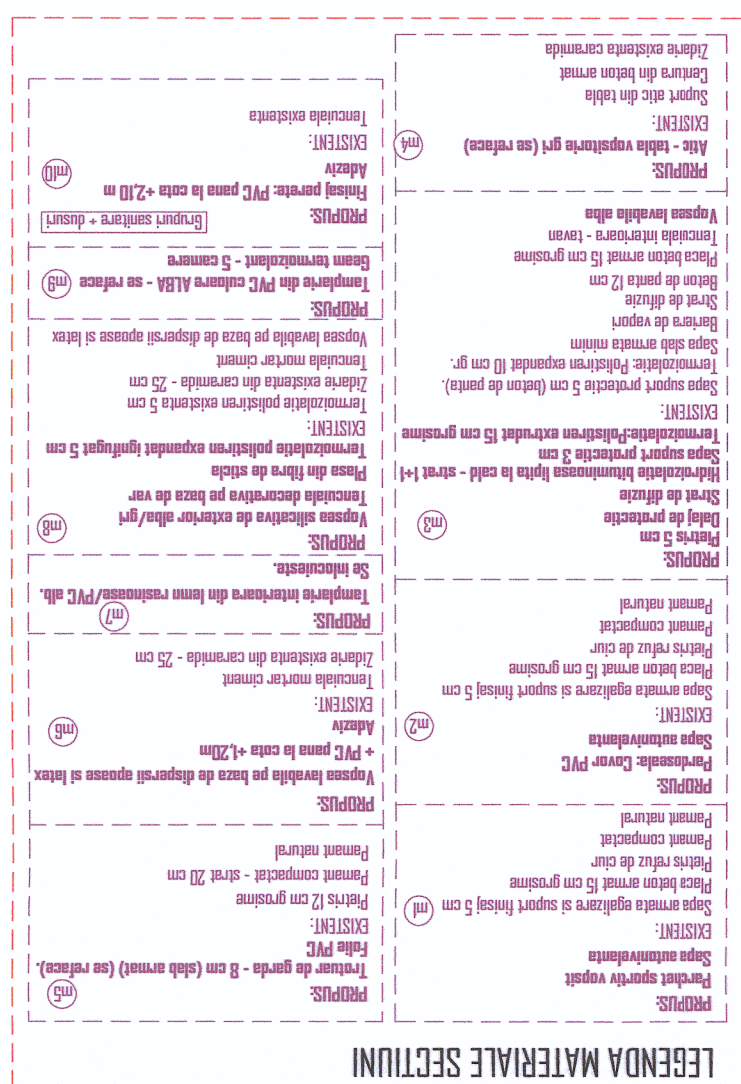 LEGENDA MATERIALE SECTIUNI
PROPUS:
Parchet sportiv vopsit
Sapa autonivelanta
EXISTENT:
Sapa armata egalizare si suport finisaj 5 cm
m1
Placa beton armat 15 cm grosime
Pietris refuz de ciur
Pamant compactat
Pamant natural
PROPUS:
Pardoseala: Covor PVC
Sapa autonivelanta
m2
EXISTENT:
Sapa armata egalizare si suport finisaj 5 cm
Placa beton armat 15 cm grosime
Pietris refuz de ciur
Pamant compactat
Pamant natural
PROPUS:
Pietris 5 cm
Dalaj de protectie
m3
Strat de difuzie
Hidroizolatie bituminoasa lipita la cald - strat 1+1
Sapa suport protectie 3 cm
Termoizolatie:Polistiren extrudat 15 cm grosime
EXISTENT:
Sapa suport protectie 5 cm (beton de panta).
Termoizolatie: Polistiren expandat 10 cm gr.
Sapa slab armata minim
Bariera de vapori
Strat de difuzie
Beton de panta 12 cm
Placa beton armat 15 cm grosime
Tencuiala interioara - tavan
Vopsea lavabila alba
PROPUS:
Atic - tabla vopsitorie gri (se reface)
m4
EXISTENT:
Suport atic din tabla
Centura din beton armat
Zidarie existenta caramida
PROPUS:
m5
Trotuar de garda - 8 cm (slab armat) (se reface).
Folie PVC
EXISTENT:
Pietris 12 cm grosime
Pamant compactat - strat 20 cm
Pamant natural
PROPUS:
Vopsea lavabila pe baza de dispersii apoase si latex
+ PVC pana la cota +1,20m
Adeziv
m6
EXISTENT:
Tencuiala mortar ciment
Zidarie existenta din caramida - 25 cm
PROPUS:
m7
Tamplarie interioara din lemn rasinoase/PVC alb.
Se inlocuieste.
PROPUS:
m8
Vopsea silicativa de exterior alba/gri
Tencuiala decorativa pe baza de var
Plasa din fibra de sticla
Termoizolatie polistiren expandat ignifugat 5 cm
EXISTENT:
Termoizolatie polistiren existenta 5 cm
Zidarie existenta din caramida - 25 cm
Tencuiala mortar ciment
Vopsea lavabila pe baza de dispersii apoase si latex
PROPUS:
Tamplarie din PVC culoare ALBA - se reface
m9
Geam termoizolant - 5 camere
PROPUS:
Grupuri sanitare + dusuri
Finisaj perete: PVC pana la cota +2,10 m
Adeziv
m10
EXISTENT:
Tencuiala existenta